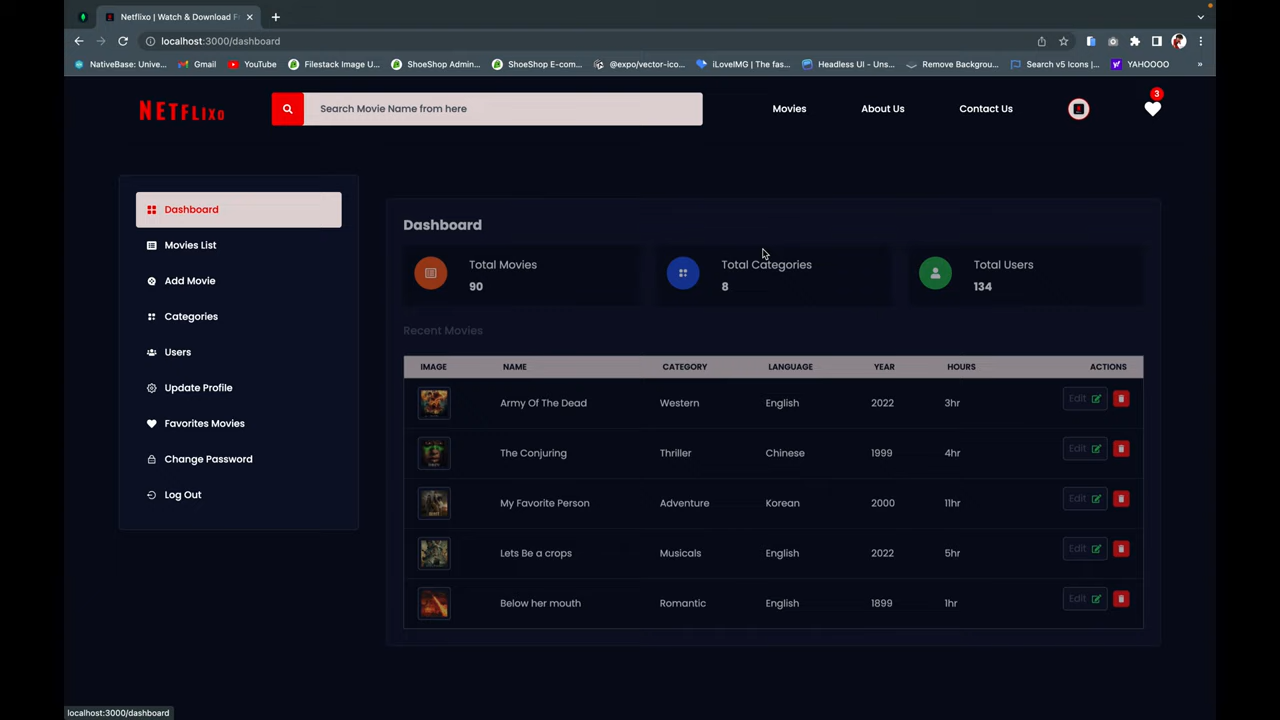 Netflixo | Watch & Download F
localhost:3000/dashboard
NativeBase: Unive...
Gmail
YouTube
Filestack Image U...
ShoeShop Admin,...
ShoeShop E-com...
@expo/vector-ico...
iLoveIMG | The fas...
Headless UI - Uns...
Remove Backgrou...
Search v5 Icons |...
YAHOOOO
»
NETFLIXO
Search Movie Name from here
Movies
About Us
Contact Us
3
Dashboard
Movies List
Add Movie
Categories
Users
Update Profile
Favorites Movies
Change Password
Log Out
Dashboard
Total Movies
90
Total Categories
8
Total Users
134
Recent Movies
IMAGE NAME CATEGORY LANGUAGE YEAR HOURS ACTIONS
Army Of The Dead Western English 2022 3hr Edit
The Conjuring Thriller Chinese 1999 4hr Edit
My Favorite Person Adventure Korean 2000 11hr Edit
Lets Be a crops Musicals English 2022 5hr Edit
Below her mouth Romantic English 1899 1hr Edit
localhost:3000/dashboard